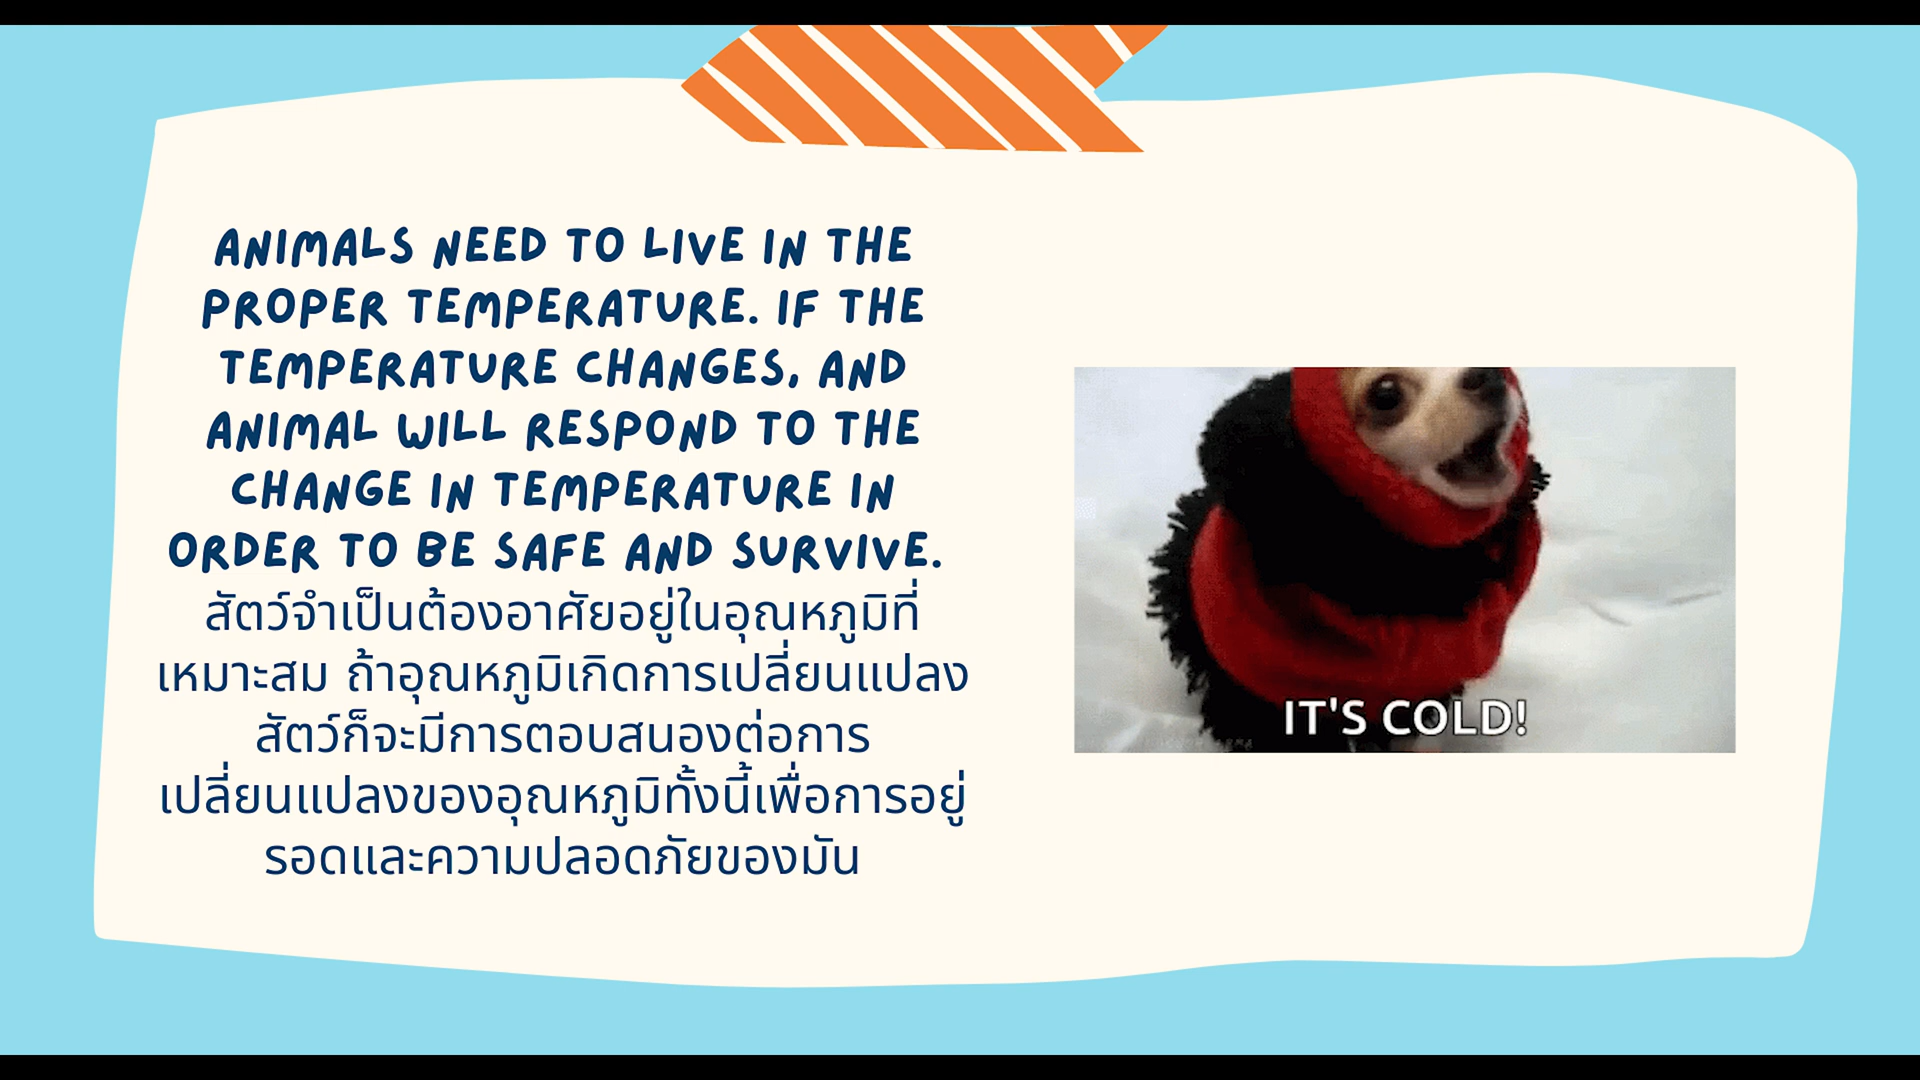 ANIMALS NEED TO LIVE IN THE
PROPER TEMPERATURE. IF THE
TEMPERATURE CHANGES, AND
ANIMAL WILL RESPOND TO THE
CHANGE IN TEMPERATURE IN
ORDER TO BE SAFE AND SURVIVE.
สัตว์จำเป็นต้องอาศัยอยู่ในอุณหภูมิที่
เหมาะสม ถ้าอุณหภูมิเกิดการเปลี่ยนแปลง
สัตว์ก็จะมีการตอบสนองต่อการ
เปลี่ยนแปลงของอุณหภูมิทั้งนี้เพื่อการอยู่
รอดและความปลอดภัยของมัน
IT'S COLD!